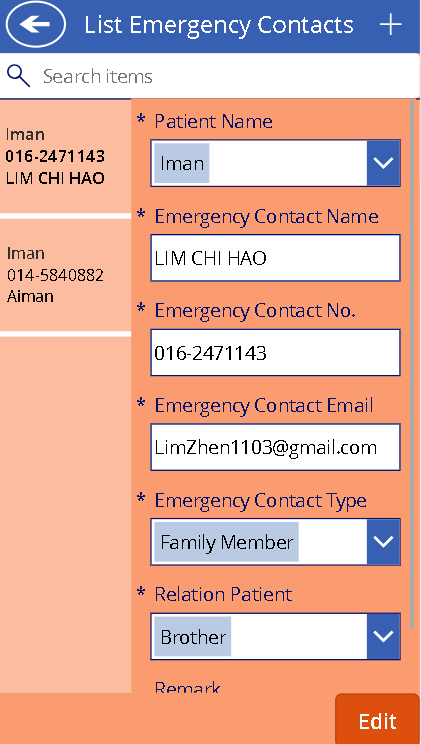 List Emergency Contacts
Search items
Iman
016-2471143
LIM CHI HAO
Iman
014-5840882
Aiman
* Patient Name
Iman
* Emergency Contact Name
LIM CHI HAO
* Emergency Contact No.
016-2471143
* Emergency Contact Email
LimZhen1103@gmail.com
* Emergency Contact Type
Family Member
* Relation Patient
Brother
Remark
Edit